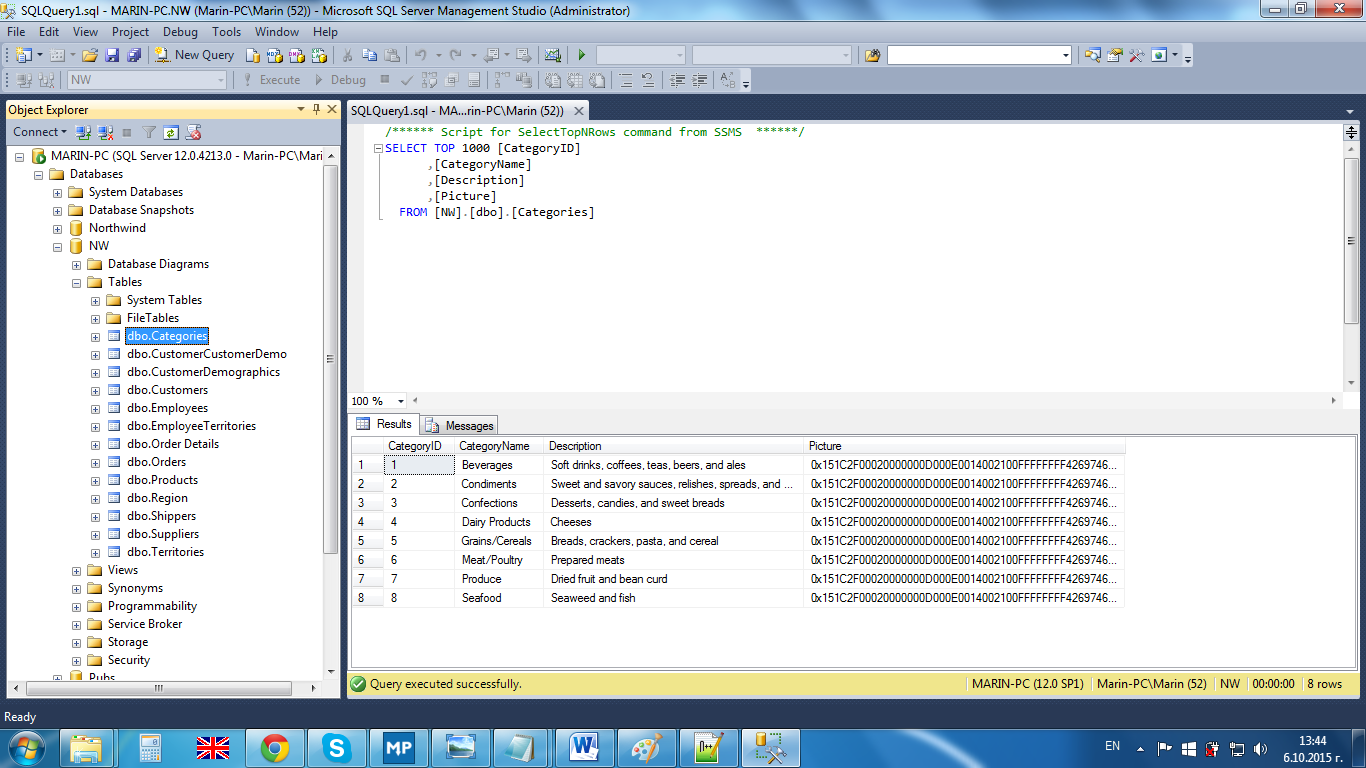 SQLQuery1.sql - MARIN-PC.NW (Marin-PC\Marin (52)) - Microsoft SQL Server Management Studio (Administrator)
File Edit View Project Debug Tools Window Help
New Query
NW Execute Debug
Object Explorer
Connect
MARIN-PC (SQL Server 12.0.4213.0 - Marin-PC\Mari
Databases
System Databases
Database Snapshots
Northwind
NW
Database Diagrams
Tables
System Tables
FileTables
dbo.Categories
dbo.CustomerCustomerDemo
dbo.CustomerDemographics
dbo.Customers
dbo.Employees
dbo.EmployeeTerritories
dbo.Order Details
dbo.Orders
dbo.Products
dbo.Region
dbo.Shippers
dbo.Suppliers
dbo.Territories
Views
Synonyms
Programmability
Service Broker
Storage
Security
Pubs
SQLQuery1.sql - MA...rin-PC\Marin (52))
/****** Script for SelectTopNRows command from SSMS  ******/
SELECT TOP 1000 [CategoryID]
,[CategoryName]
,[Description]
,[Picture]
FROM [NW].[dbo].[Categories]
100 %
Results Messages
CategoryID CategoryName Description Picture
1 1 Beverages Soft drinks, coffees, teas, beers, and ales 0x151C2F00020000000D000E0014002100FFFFFFFF4269746...
2 2 Condiments Sweet and savory sauces, relishes, spreads, and ... 0x151C2F00020000000D000E0014002100FFFFFFFF4269746...
3 3 Confections Desserts, candies, and sweet breads 0x151C2F00020000000D000E0014002100FFFFFFFF4269746...
4 4 Dairy Products Cheeses 0x151C2F00020000000D000E0014002100FFFFFFFF4269746...
5 5 Grains/Cereals Breads, crackers, pasta, and cereal 0x151C2F00020000000D000E0014002100FFFFFFFF4269746...
6 6 Meat/Poultry Prepared meats 0x151C2F00020000000D000E0014002100FFFFFFFF4269746...
7 7 Produce Dried fruit and bean curd 0x151C2F00020000000D000E0014002100FFFFFFFF4269746...
8 8 Seafood Seaweed and fish 0x151C2F00020000000D000E0014002100FFFFFFFF4269746...
Query executed successfully. MARIN-PC (12.0 SP1) Marin-PC\Marin (52) NW 00:00:00 8 rows
Ready
MP
EN
13:44
6.10.2015 г.